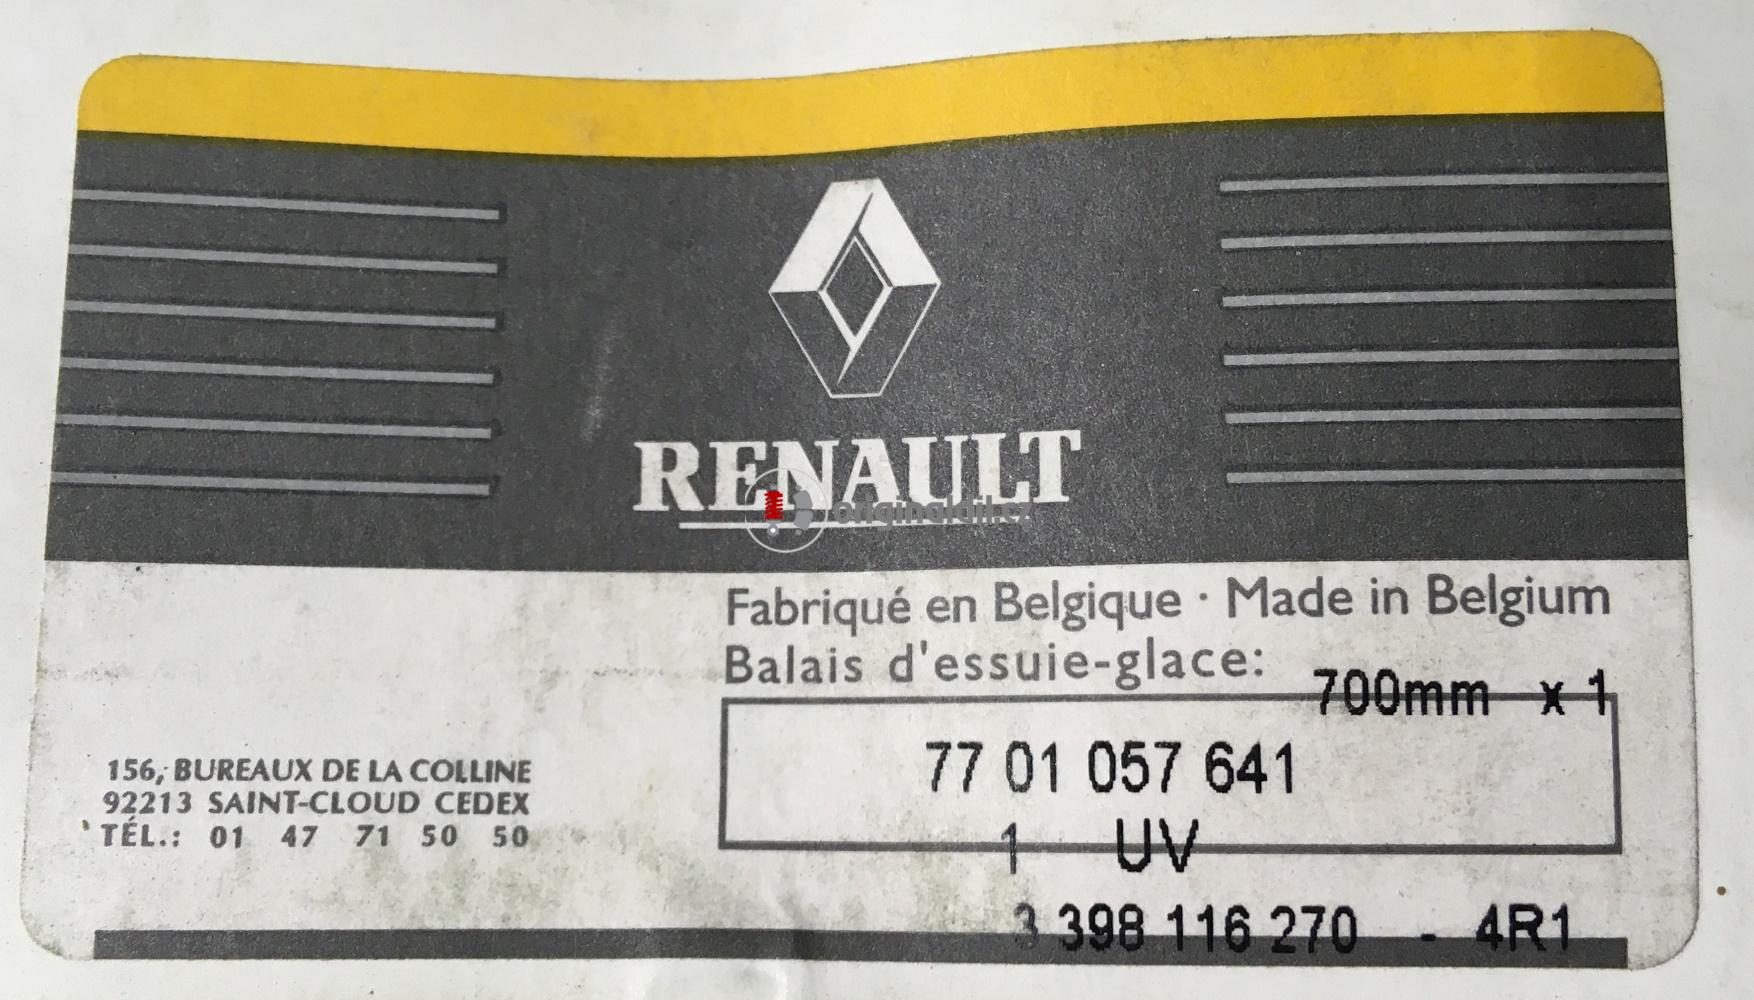 RENAULT
originaldil.cz
Fabriqué en Belgique · Made in Belgium
Balais d'essuie-glace:
700mm x 1
77 01 057 641
1 UV
3 398 116 270 - 4R1
156, BUREAUX DE LA COLLINE
92213 SAINT-CLOUD CEDEX
TÉL.: 01 47 71 50 50